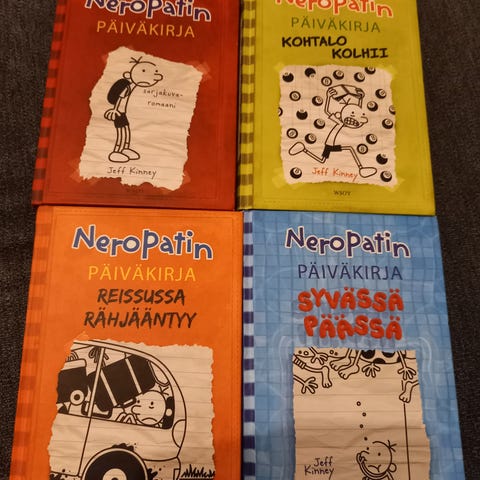 NeroPatin
PÄIVÄKIRJA
sarjakuva-
romaani
Jeff Kinney
NeroPatin
PÄIVÄKIRJA
KOHTALO
KOLHII
Jeff Kinney
WSOY
NeroPatin
PÄIVÄKIRJA
REISSUSSA
RÄHJÄÄNTYY
NeroPatin
PÄIVÄKIRJA
SYVÄSSÄ
PÄÄSSÄ
Jeff
Kinney